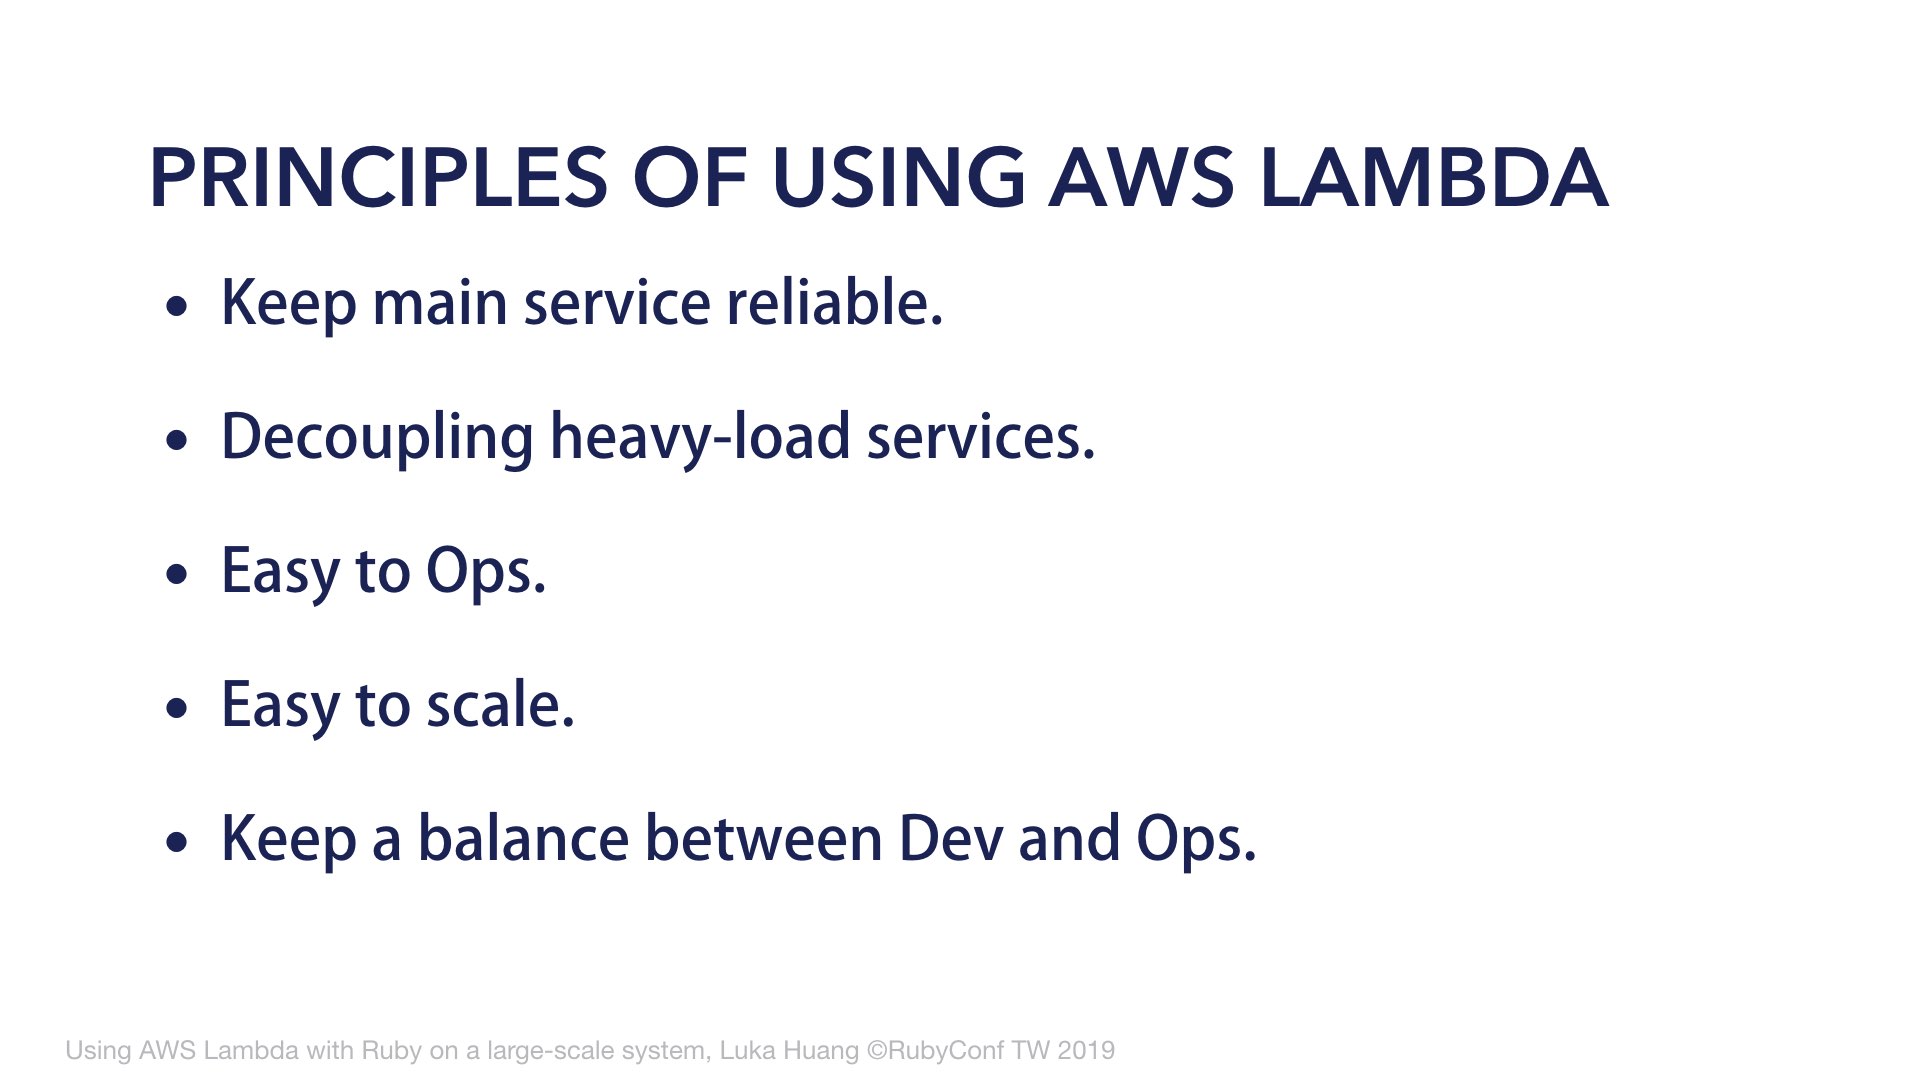 PRINCIPLES OF USING AWS LAMBDA
• Keep main service reliable.
• Decoupling heavy-load services.
• Easy to Ops.
• Easy to scale.
• Keep a balance between Dev and Ops.
Using AWS Lambda with Ruby on a large-scale system, Luka Huang ©RubyConf TW 2019